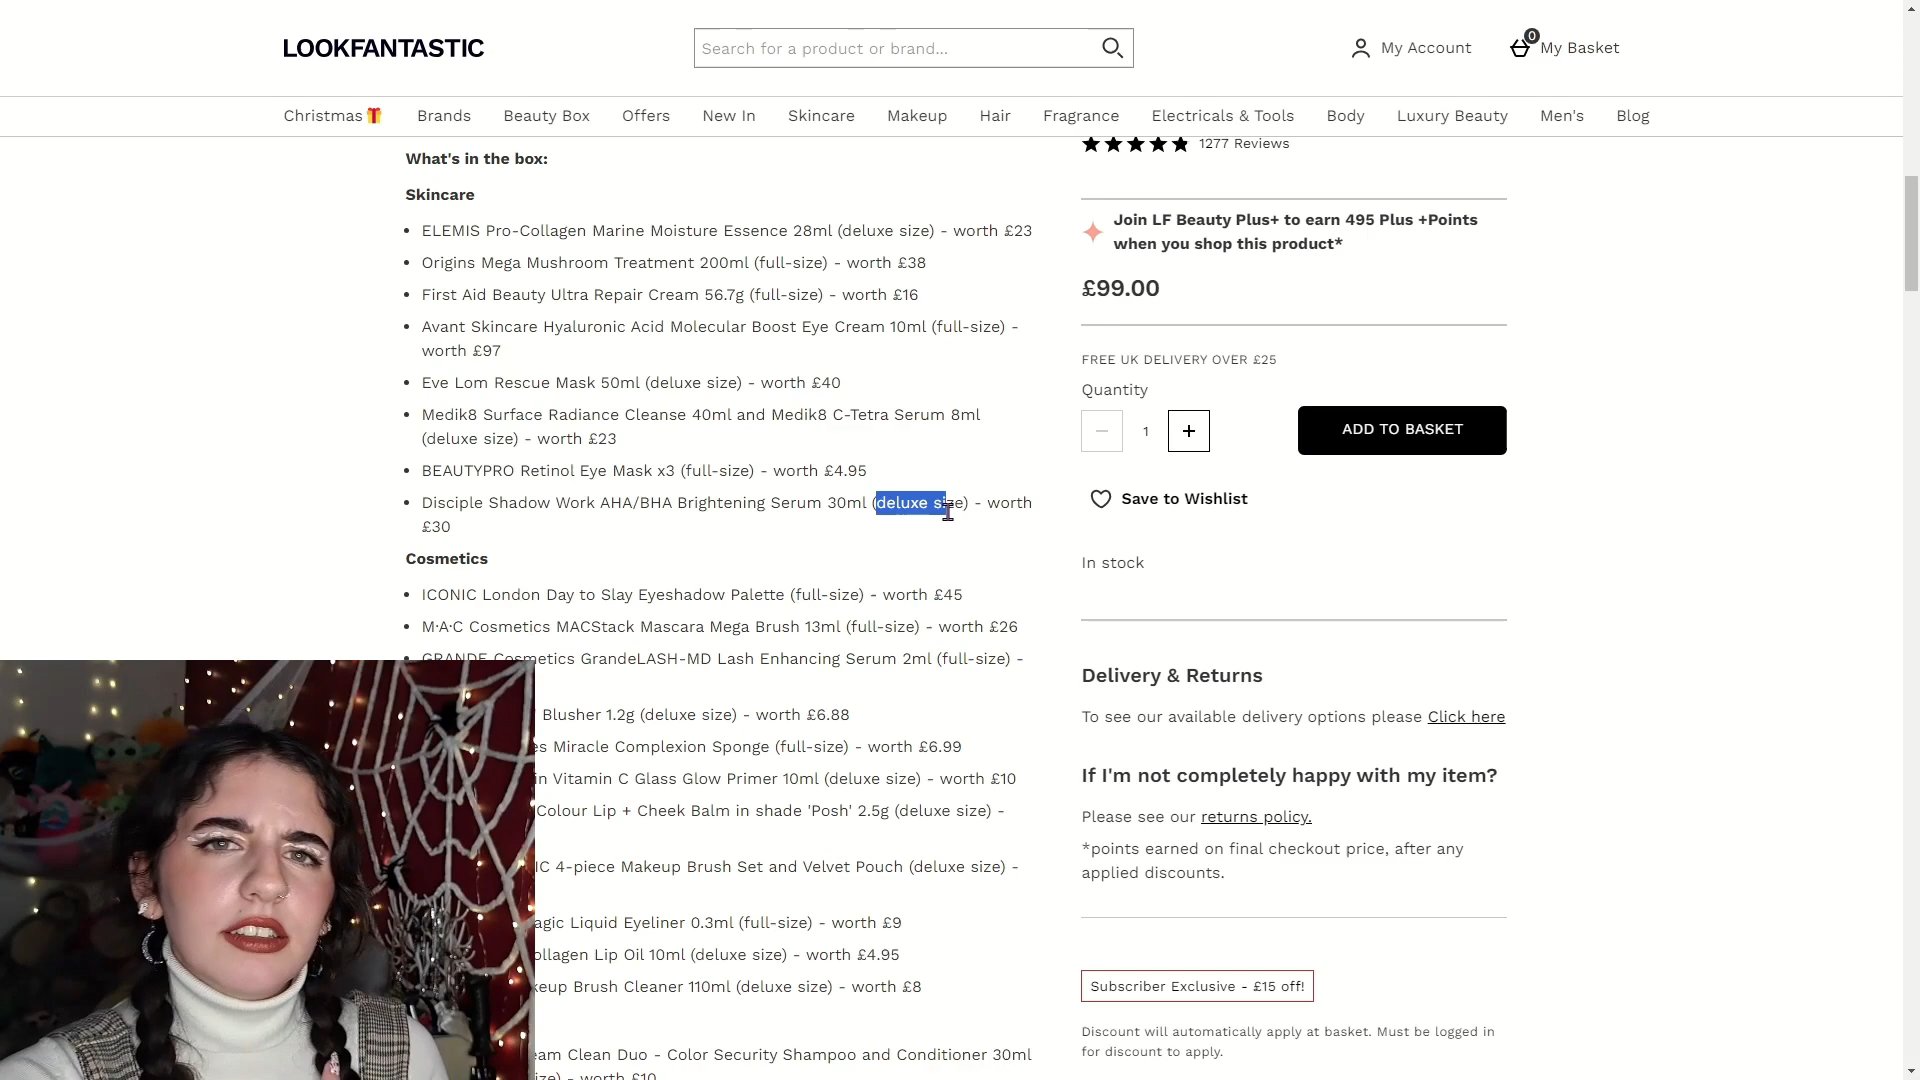 LOOKFANTASTIC
Search for a product or brand...
My Account
0
My Basket
Christmas
Brands
Beauty Box
Offers
New In
Skincare
Makeup
Hair
Fragrance
Electricals & Tools
Body
Luxury Beauty
Men's
Blog
What's in the box:
Skincare
• ELEMIS Pro-Collagen Marine Moisture Essence 28ml (deluxe size) - worth £23
• Origins Mega Mushroom Treatment 200ml (full-size) - worth £38
• First Aid Beauty Ultra Repair Cream 56.7g (full-size) - worth £16
• Avant Skincare Hyaluronic Acid Molecular Boost Eye Cream 10ml (full-size) -
worth £97
• Eve Lom Rescue Mask 50ml (deluxe size) - worth £40
• Medik8 Surface Radiance Cleanse 40ml and Medik8 C-Tetra Serum 8ml
(deluxe size) - worth £23
• BEAUTYPRO Retinol Eye Mask x3 (full-size) - worth £4.95
• Disciple Shadow Work AHA/BHA Brightening Serum 30ml (deluxe size) - worth
£30
Cosmetics
• ICONIC London Day to Slay Eyeshadow Palette (full-size) - worth £45
• M·A·C Cosmetics MACStack Mascara Mega Brush 13ml (full-size) - worth £26
• GRANDE Cosmetics GrandeLASH-MD Lash Enhancing Serum 2ml (full-size) -
Blusher 1.2g (deluxe size) - worth £6.88
es Miracle Complexion Sponge (full-size) - worth £6.99
in Vitamin C Glass Glow Primer 10ml (deluxe size) - worth £10
Colour Lip + Cheek Balm in shade 'Posh' 2.5g (deluxe size) -
IC 4-piece Makeup Brush Set and Velvet Pouch (deluxe size) -
agic Liquid Eyeliner 0.3ml (full-size) - worth £9
ollagen Lip Oil 10ml (deluxe size) - worth £4.95
keup Brush Cleaner 110ml (deluxe size) - worth £8
eam Clean Duo - Color Security Shampoo and Conditioner 30ml
ize) - worth £10
1277 Reviews
Join LF Beauty Plus+ to earn 495 Plus +Points
when you shop this product*
£99.00
FREE UK DELIVERY OVER £25
Quantity
1
ADD TO BASKET
Save to Wishlist
In stock
Delivery & Returns
To see our available delivery options please Click here
If I'm not completely happy with my item?
Please see our returns policy.
*points earned on final checkout price, after any
applied discounts.
Subscriber Exclusive - £15 off!
Discount will automatically apply at basket. Must be logged in
for discount to apply.